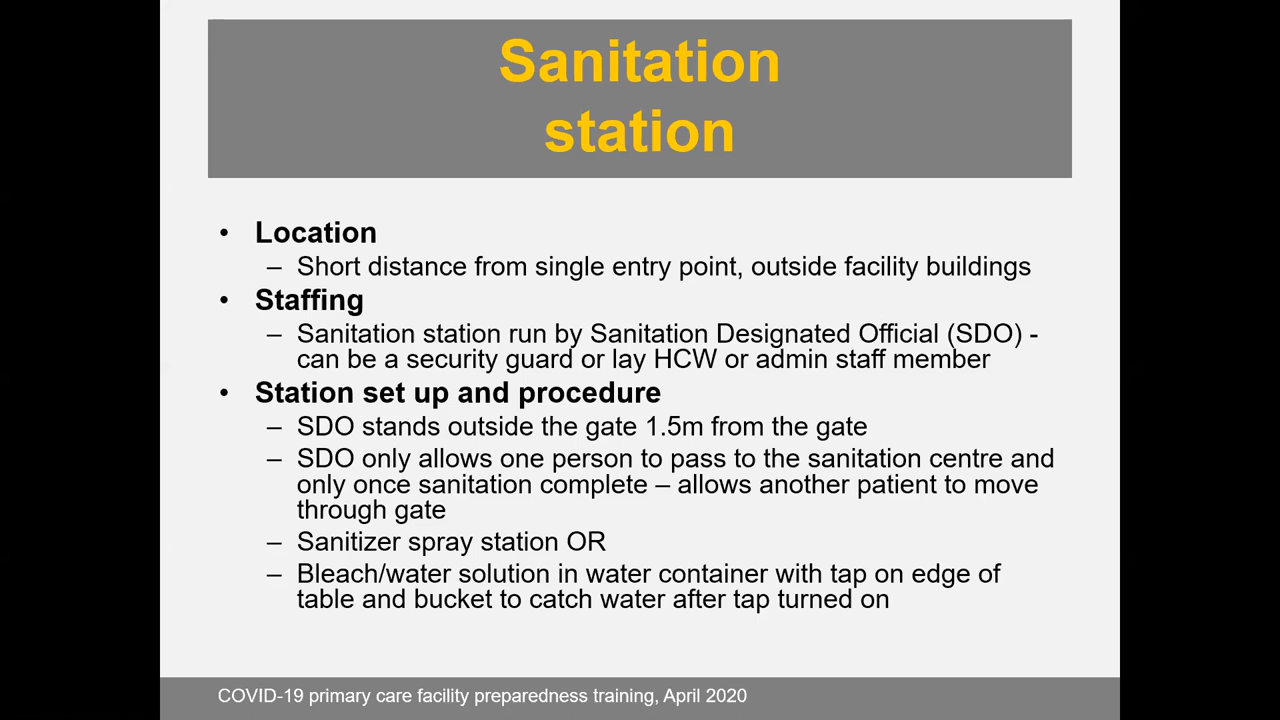 Sanitation
station
• Location
– Short distance from single entry point, outside facility buildings
• Staffing
– Sanitation station run by Sanitation Designated Official (SDO) -
can be a security guard or lay HCW or admin staff member
• Station set up and procedure
– SDO stands outside the gate 1.5m from the gate
– SDO only allows one person to pass to the sanitation centre and
only once sanitation complete – allows another patient to move
through gate
– Sanitizer spray station OR
– Bleach/water solution in water container with tap on edge of
table and bucket to catch water after tap turned on
COVID-19 primary care facility preparedness training, April 2020